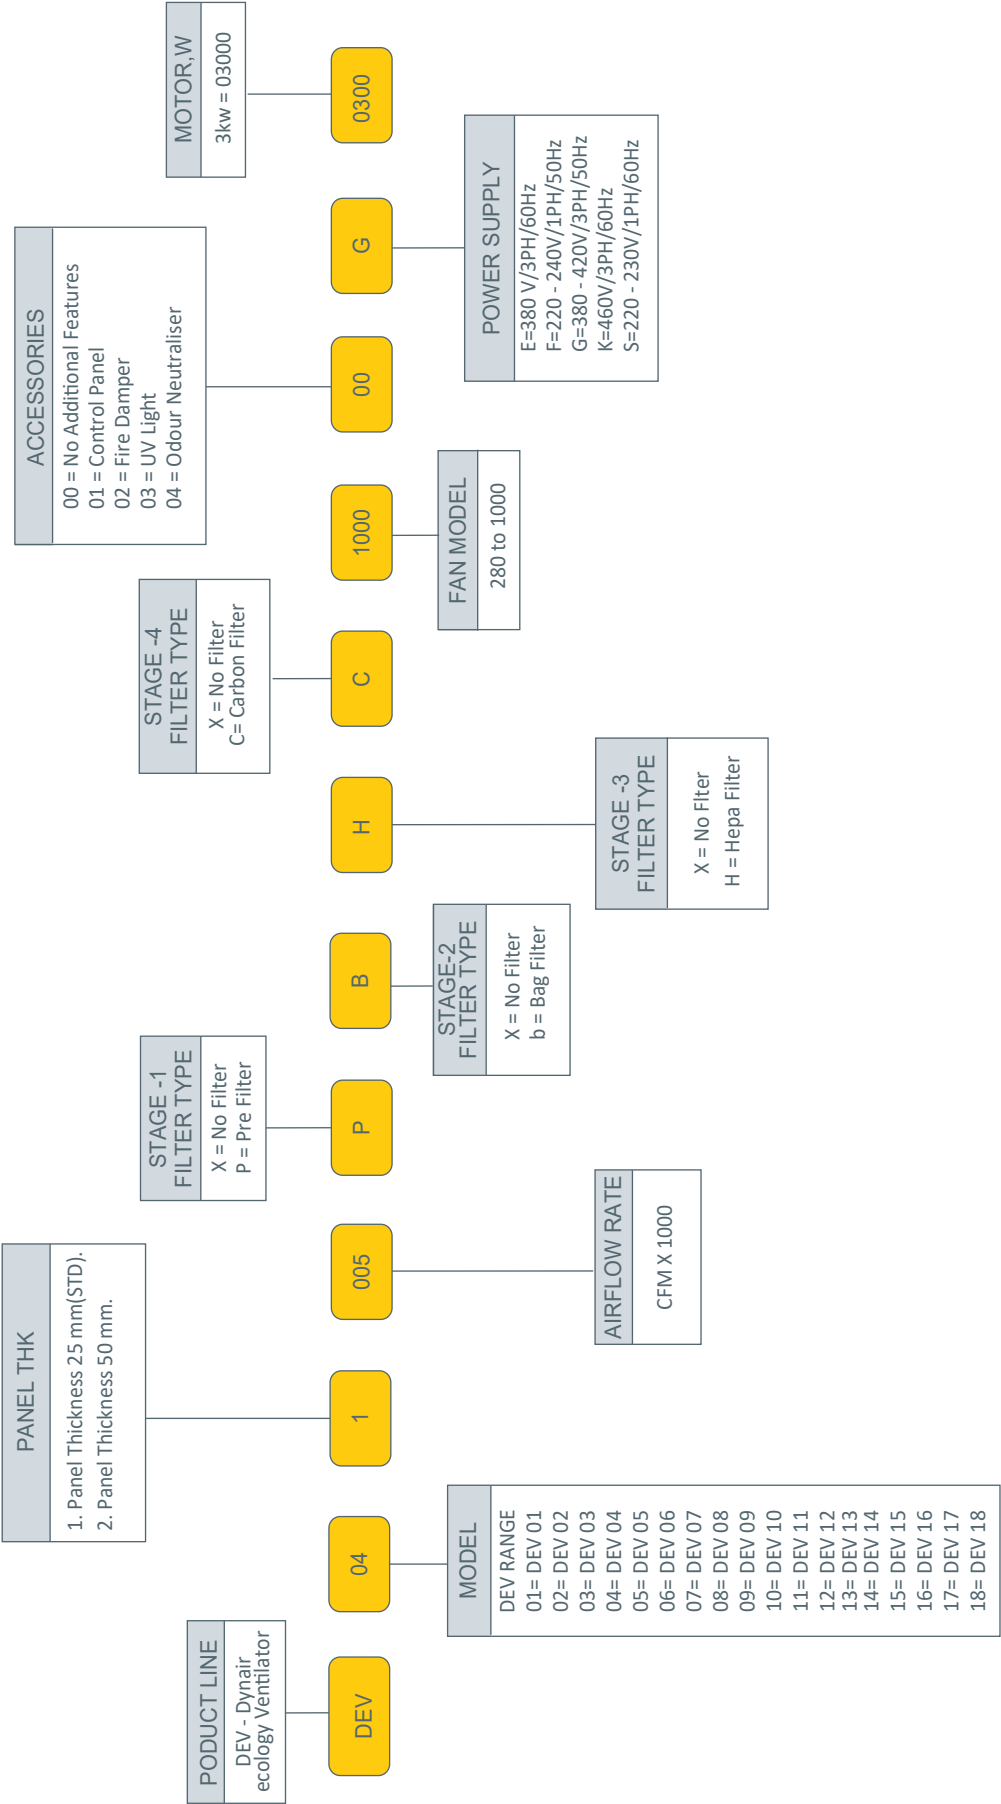 PODUCT LINE
DEV - Dynair
ecology Ventilator
DEV
MODEL
DEV RANGE
01= DEV 01
02= DEV 02
03= DEV 03
04= DEV 04
05= DEV 05
06= DEV 06
07= DEV 07
08= DEV 08
09= DEV 09
10= DEV 10
11= DEV 11
12= DEV 12
13= DEV 13
14= DEV 14
15= DEV 15
16= DEV 16
17= DEV 17
18= DEV 18
04
PANEL THK
1. Panel Thickness 25 mm(STD).
2. Panel Thickness 50 mm.
1
AIRFLOW RATE
CFM X 1000
005
STAGE -1
FILTER TYPE
X = No Filter
P = Pre Filter
P
STAGE-2
FILTER TYPE
X = No Filter
b = Bag Filter
B
STAGE -3
FILTER TYPE
X = No Flter
H = Hepa Filter
H
STAGE -4
FILTER TYPE
X = No Filter
C= Carbon Filter
C
FAN MODEL
280 to 1000
1000
ACCESSORIES
00 = No Additional Features
01 = Control Panel
02 = Fire Damper
03 = UV Light
04 = Odour Neutraliser
00
POWER SUPPLY
E=380 V/3PH/60Hz
F=220 - 240V/1PH/50Hz
G=380 - 420V/3PH/50Hz
K=460V/3PH/60Hz
S=220 - 230V/1PH/60Hz
G
MOTOR,W
3kw = 03000
0300